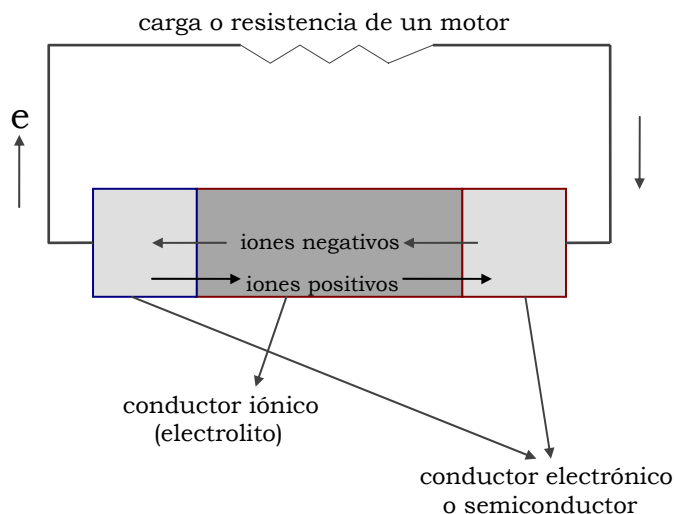 carga o resistencia de un motor
e
iones negativos
iones positivos
conductor iónico
(electrolito)
conductor electrónico
o semiconductor